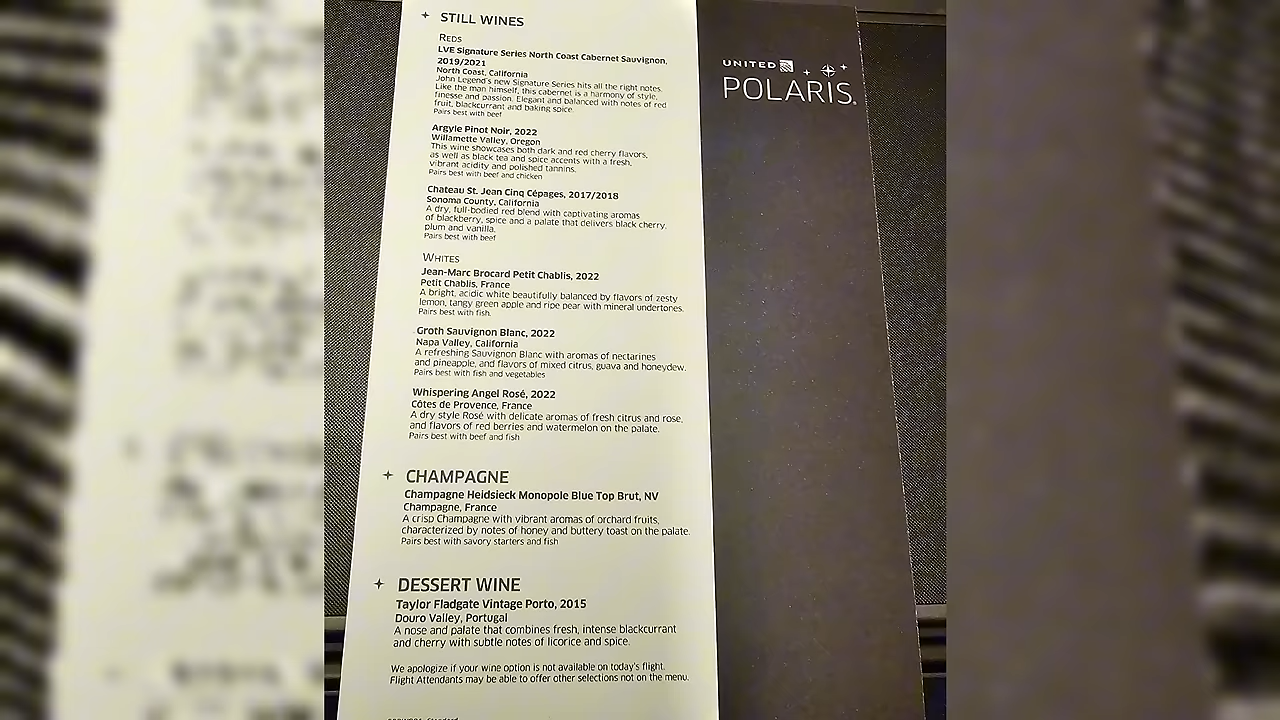 STILL WINES
REDS
LVE Signature Series North Coast Cabernet Sauvignon,
2019/2021
North Coast, California
John Legend's new Signature Series hits all the right notes.
Like the man himself, this cabernet is a harmony of style,
finesse and passion. Elegant and balanced with notes of red
fruit, blackcurrant and baking spice.
Pairs best with beef
Argyle Pinot Noir, 2022
Willamette Valley, Oregon
This wine showcases both dark and red cherry flavors,
as well as black tea and spice accents with a fresh,
vibrant acidity and polished tannins.
Pairs best with beef and chicken
Chateau St. Jean Cinq Cépages, 2017/2018
Sonoma County, California
A dry, full-bodied red blend with captivating aromas
of blackberry, spice and a palate that delivers black cherry,
plum and vanilla.
Pairs best with beef
WHITES
Jean-Marc Brocard Petit Chablis, 2022
Petit Chablis, France
A bright, acidic white beautifully balanced by flavors of zesty
lemon, tangy green apple and ripe pear with mineral undertones.
Pairs best with fish.
Groth Sauvignon Blanc, 2022
Napa Valley, California
A refreshing Sauvignon Blanc with aromas of nectarines
and pineapple, and flavors of mixed citrus, guava and honeydew.
Pairs best with fish and vegetables
Whispering Angel Rosé, 2022
Côtes de Provence, France
A dry style Rosé with delicate aromas of fresh citrus and rose,
and flavors of red berries and watermelon on the palate.
Pairs best with beef and fish
CHAMPAGNE
Champagne Heidsieck Monopole Blue Top Brut, NV
Champagne, France
A crisp Champagne with vibrant aromas of orchard fruits,
characterized by notes of honey and buttery toast on the palate.
Pairs best with savory starters and fish
DESSERT WINE
Taylor Fladgate Vintage Porto, 2015
Douro Valley, Portugal
A nose and palate that combines fresh, intense blackcurrant
and cherry with subtle notes of licorice and spice.
We apologize if your wine option is not available on today's flight.
Flight Attendants may be able to offer other selections not on the menu.
UNITED
POLARIS®